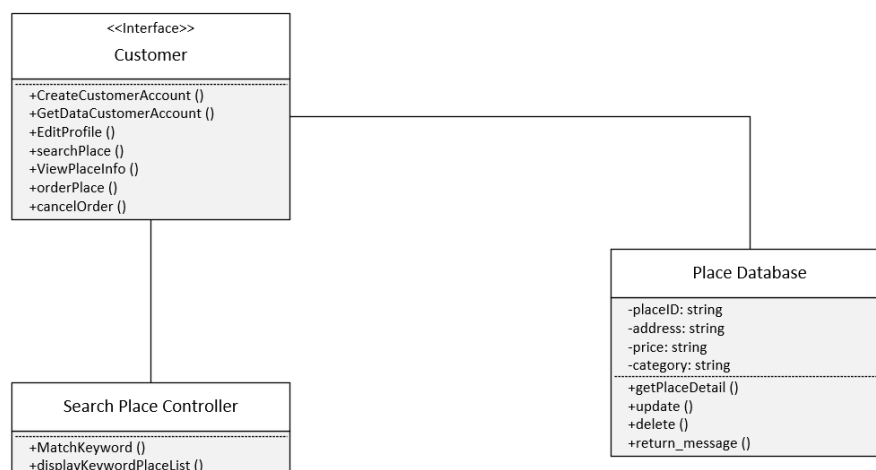 <<Interface>>
Customer
+CreateCustomerAccount ()
+GetDataCustomerAccount ()
+EditProfile ()
+searchPlace ()
+ViewPlaceInfo ()
+orderPlace ()
+cancelOrder ()
Place Database
-placeID: string
-address: string
-price: string
-category: string
+getPlaceDetail ()
+update ()
+delete ()
+return_message ()
Search Place Controller
+MatchKeyword ()
+displayKeywordPlaceList ()